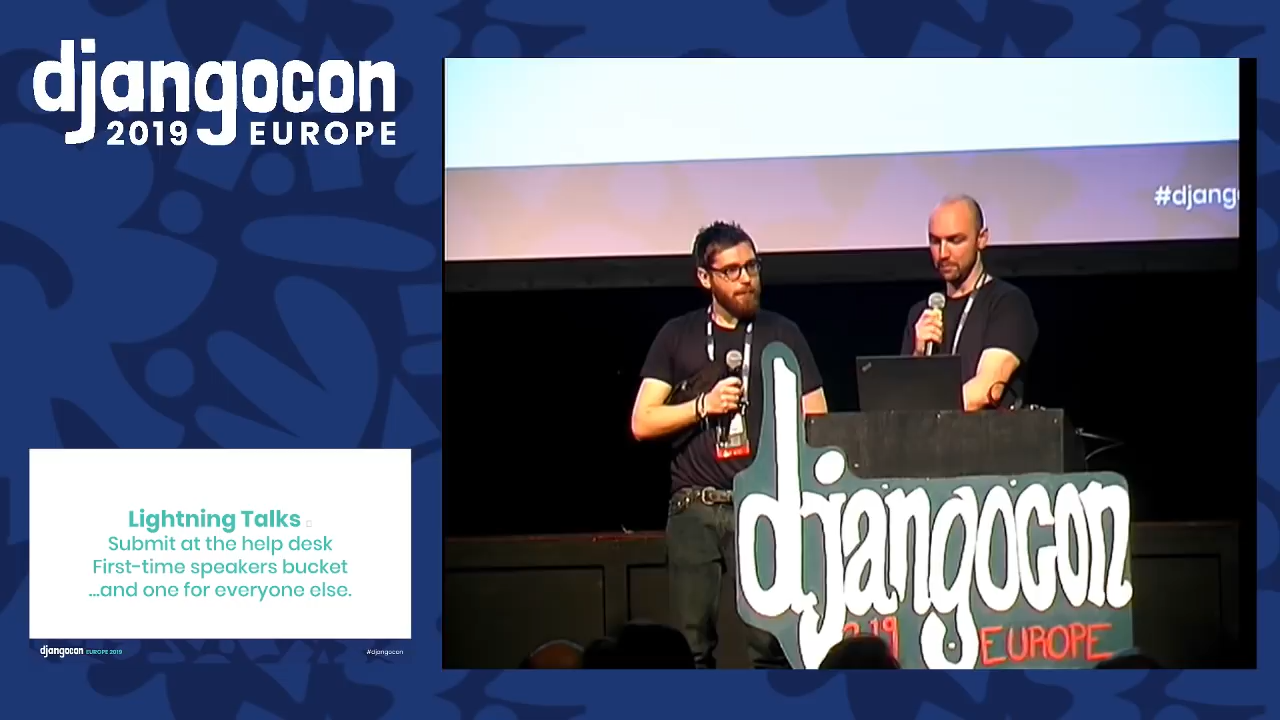 djangocon
2019 EUROPE
#djang
Lightning Talks
Submit at the help desk
First-time speakers bucket
...and one for everyone else.
djangocon EUROPE 2019
#djangocon
djangocon
2019 EUROPE